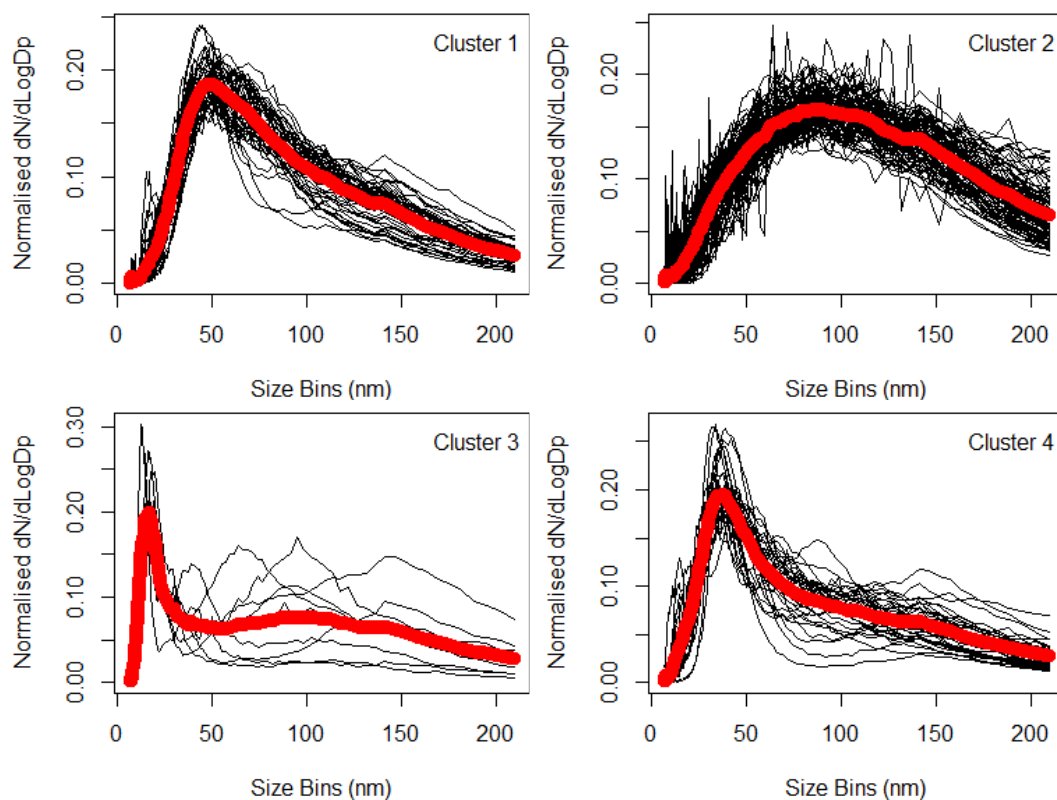 Cluster 1
Normalised dN/dLogDp
0.00 0.10 0.20
0 50 100 150 200
Size Bins (nm)
Cluster 2
Normalised dN/dLogDp
0.00 0.10 0.20
0 50 100 150 200
Size Bins (nm)
Cluster 3
Normalised dN/dLogDp
0.00 0.10 0.20 0.30
0 50 100 150 200
Size Bins (nm)
Cluster 4
Normalised dN/dLogDp
0.00 0.10 0.20
0 50 100 150 200
Size Bins (nm)